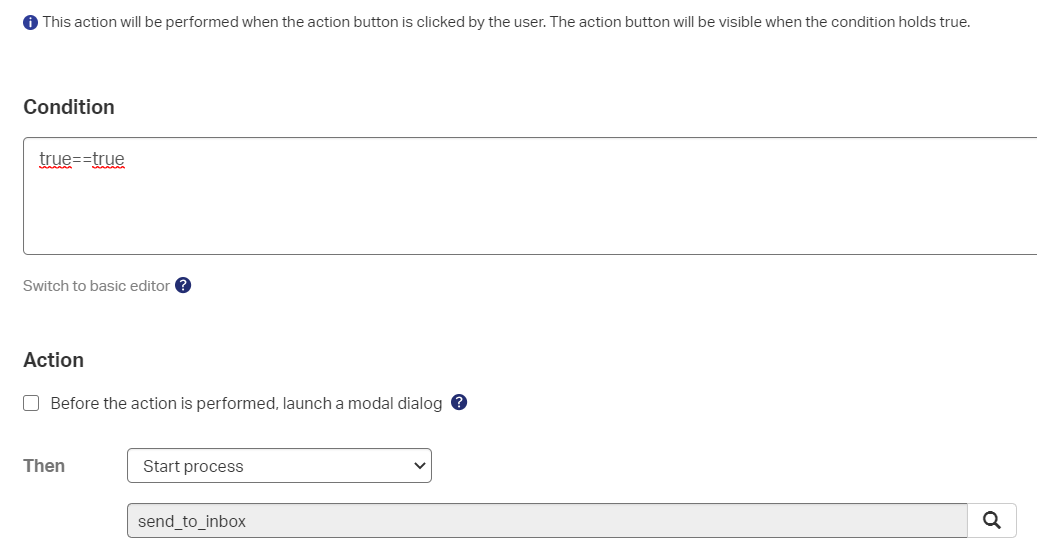 This action will be performed when the action button is clicked by the user. The action button will be visible when the condition holds true.
Condition
true==true
Switch to basic editor ?
Action
Before the action is performed, launch a modal dialog ?
Then Start process
send_to_inbox